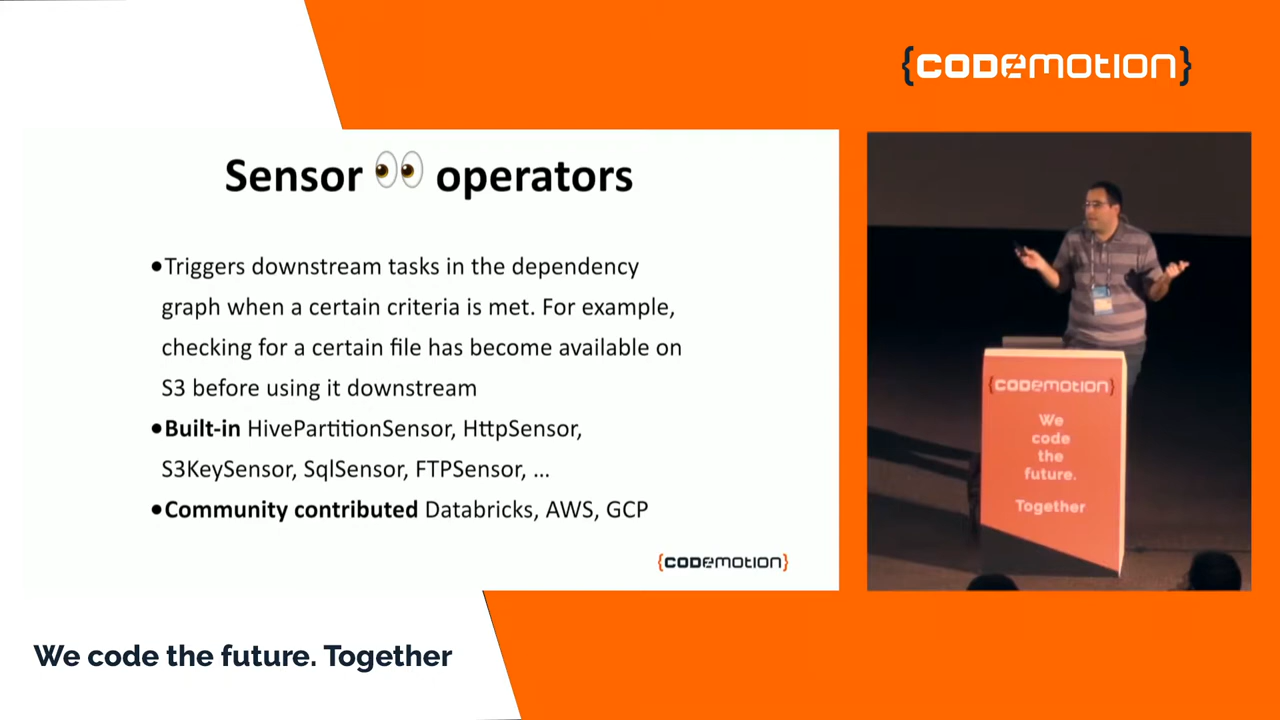 {CODEMOTION}
Sensor 👀 operators
•Triggers downstream tasks in the dependency
graph when a certain criteria is met. For example,
checking for a certain file has become available on
S3 before using it downstream
•Built-in HivePartitionSensor, HttpSensor,
S3KeySensor, SqlSensor, FTPSensor, ...
•Community contributed Databricks, AWS, GCP
{CODEMOTION}
{CODEMOTION}
We
code
the
future.
Together
We code the future. Together